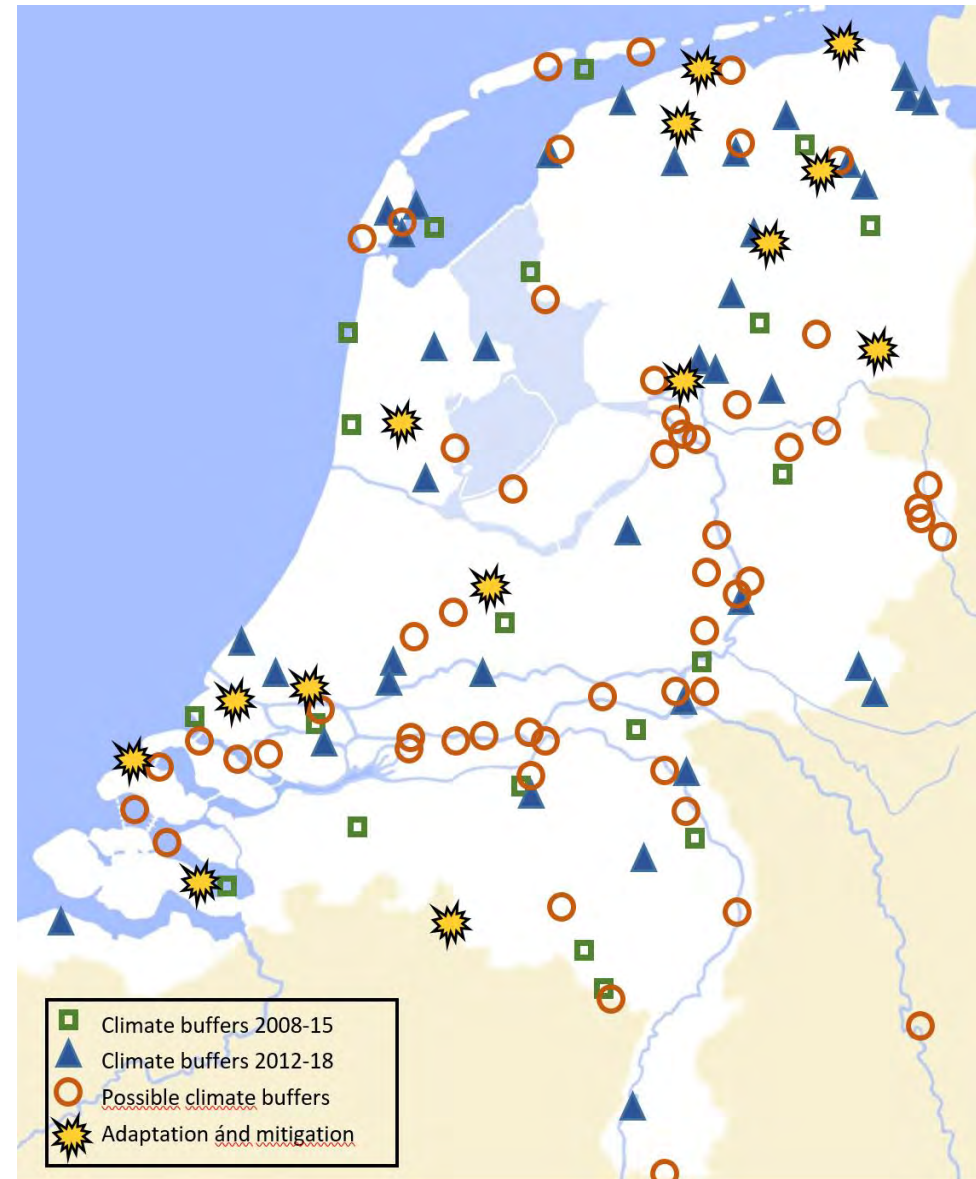 Climate buffers 2008-15
Climate buffers 2012-18
Possible climate buffers
Adaptation ánd mitigation